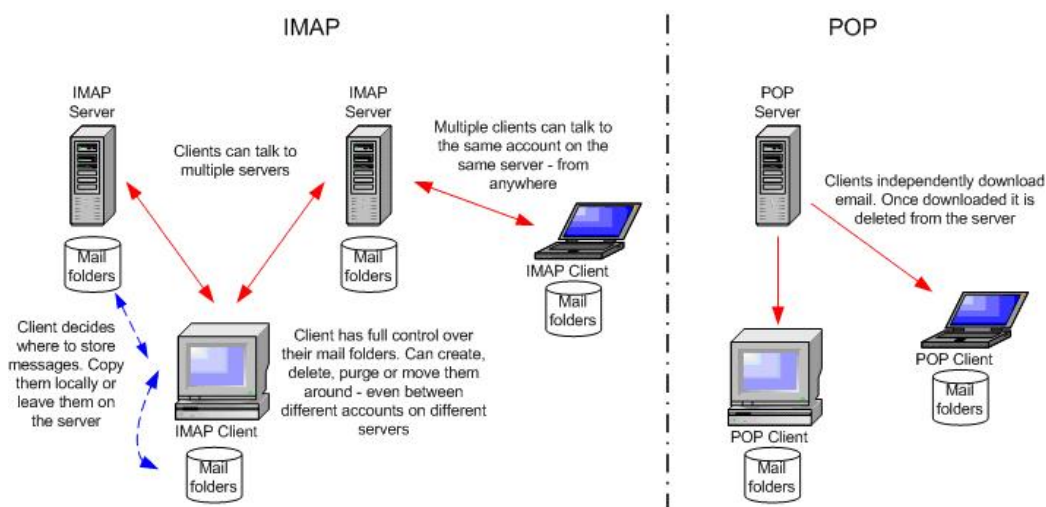 IMAP
POP
IMAP
Server
Clients can talk to
multiple servers
IMAP
Server
Multiple clients can talk to
the same account on the
same server - from
anywhere
Mail
folders
Mail
folders
IMAP Client
Mail
folders
Client decides
where to store
messages. Copy
them locally or
leave them on
the server
Client has full control over
their mail folders. Can create,
delete, purge or move them
around - even between
different accounts on different
servers
IMAP Client
Mail
folders
POP
Server
Clients independently download
email. Once downloaded it is
deleted from the server
POP Client
Mail
folders
POP Client
Mail
folders